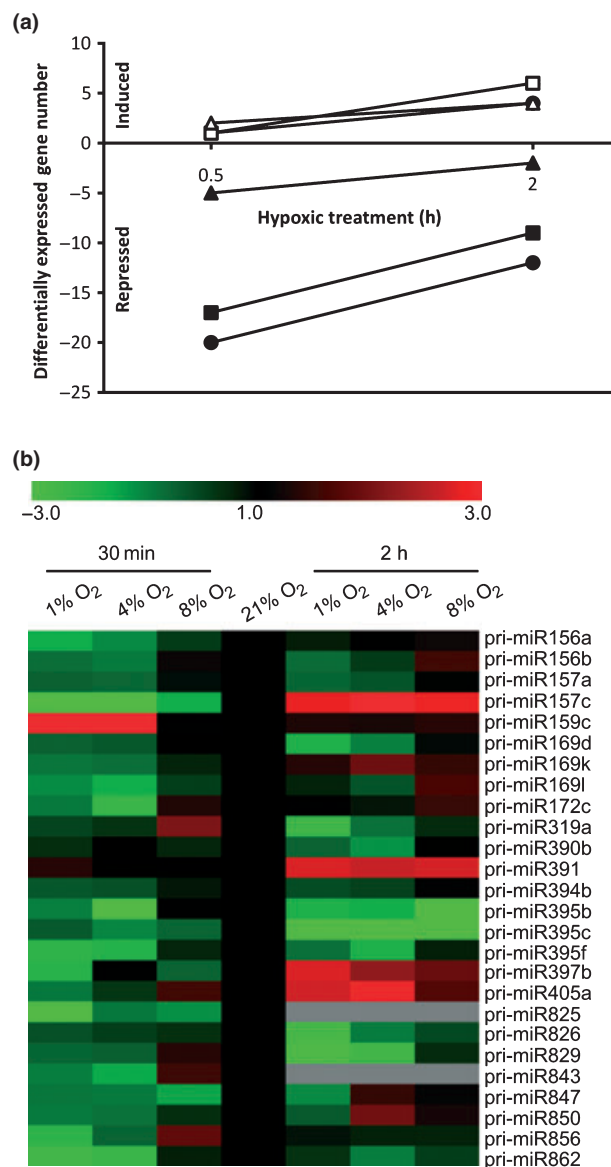 (a)
10
5
0
−5
−10
−15
−20
−25
Differentially expressed gene number
Induced
Repressed
0.5
2
Hypoxic treatment (h)
(b)
−3.0
1.0
3.0
30 min
2 h
1% O2
4% O2
8% O2
21% O2
1% O2
4% O2
8% O2
pri-miR156a
pri-miR156b
pri-miR157a
pri-miR157c
pri-miR159c
pri-miR169d
pri-miR169k
pri-miR169l
pri-miR172c
pri-miR319a
pri-miR390b
pri-miR391
pri-miR394b
pri-miR395b
pri-miR395c
pri-miR395f
pri-miR397b
pri-miR405a
pri-miR825
pri-miR826
pri-miR829
pri-miR843
pri-miR847
pri-miR850
pri-miR856
pri-miR862